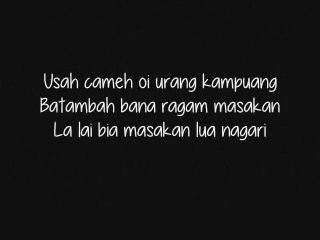 Usah cameh oi urang kampuang
Batambah bana ragam masakan
La lai bia masakan lua nagari